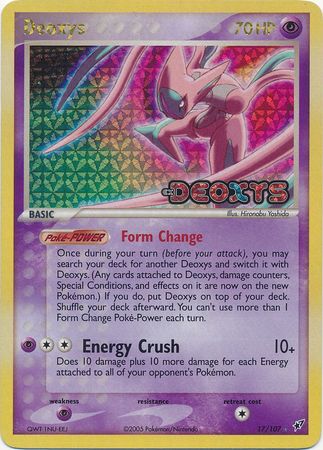 Deoxys
70 HP
DEOXYS
BASIC
Illus. Hironobu Yoshida
Poké-POWER Form Change
Once during your turn (before your attack), you may
search your deck for another Deoxys and switch it with
Deoxys. (Any cards attached to Deoxys, damage counters,
Special Conditions, and effects on it are now on the new
Pokémon.) If you do, put Deoxys on top of your deck.
Shuffle your deck afterward. You can't use more than 1
Form Change Poké-Power each turn.
Energy Crush 10+
Does 10 damage plus 10 more damage for each Energy
attached to all of your opponent's Pokémon.
weakness resistance retreat cost
QWT-1NU-EEJ ©2005 Pokémon/Nintendo 17/107